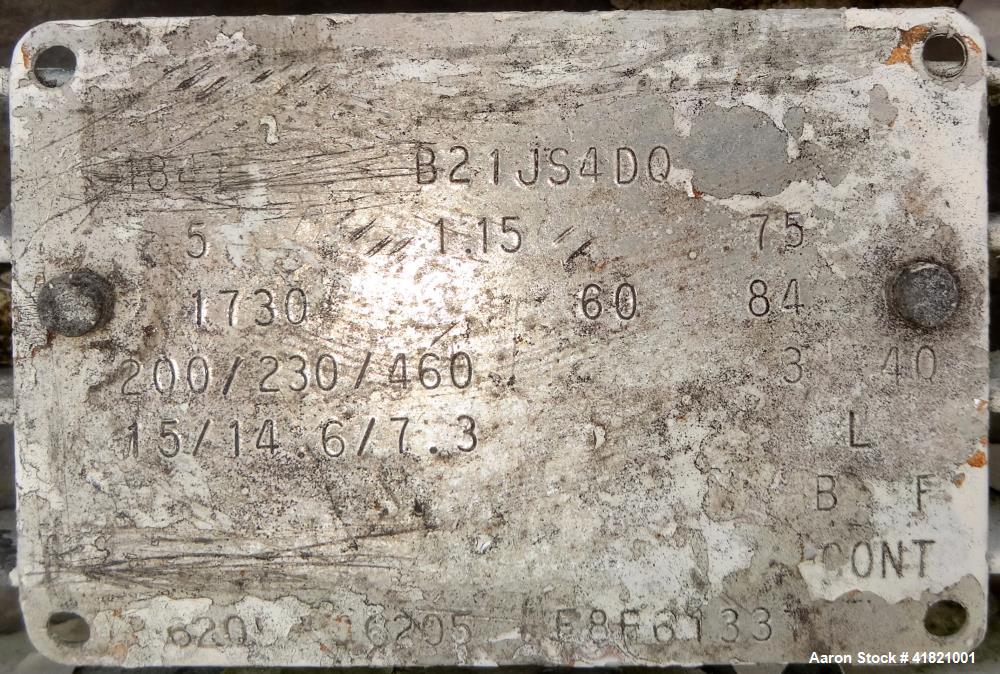 184T B21JS4DQ
5 1.15 75
1730 60 84
200/230/460 3 40
15/14.6/7.3 L
B F
CONT
6205
Aaron Stock # 41821001